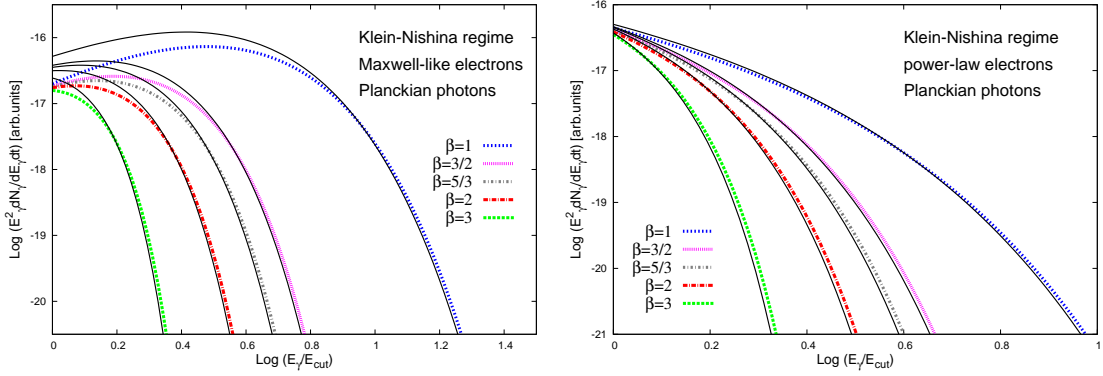 -16
-17
-18
-19
-20
0
0.2
0.4
0.6
0.8
1
1.2
1.4
Log (E²γdNγ/dEγdt) [arb.units]
Log (Eγ/Ecut)
Klein-Nishina regime
Maxwell-like electrons
Planckian photons
β=1
β=3/2
β=5/3
β=2
β=3
-16
-17
-18
-19
-20
-21
0
0.2
0.4
0.6
0.8
1
Log (E²γdNγ/dEγdt) [arb.units]
Log (Eγ/Ecut)
Klein-Nishina regime
power-law electrons
Planckian photons
β=1
β=3/2
β=5/3
β=2
β=3